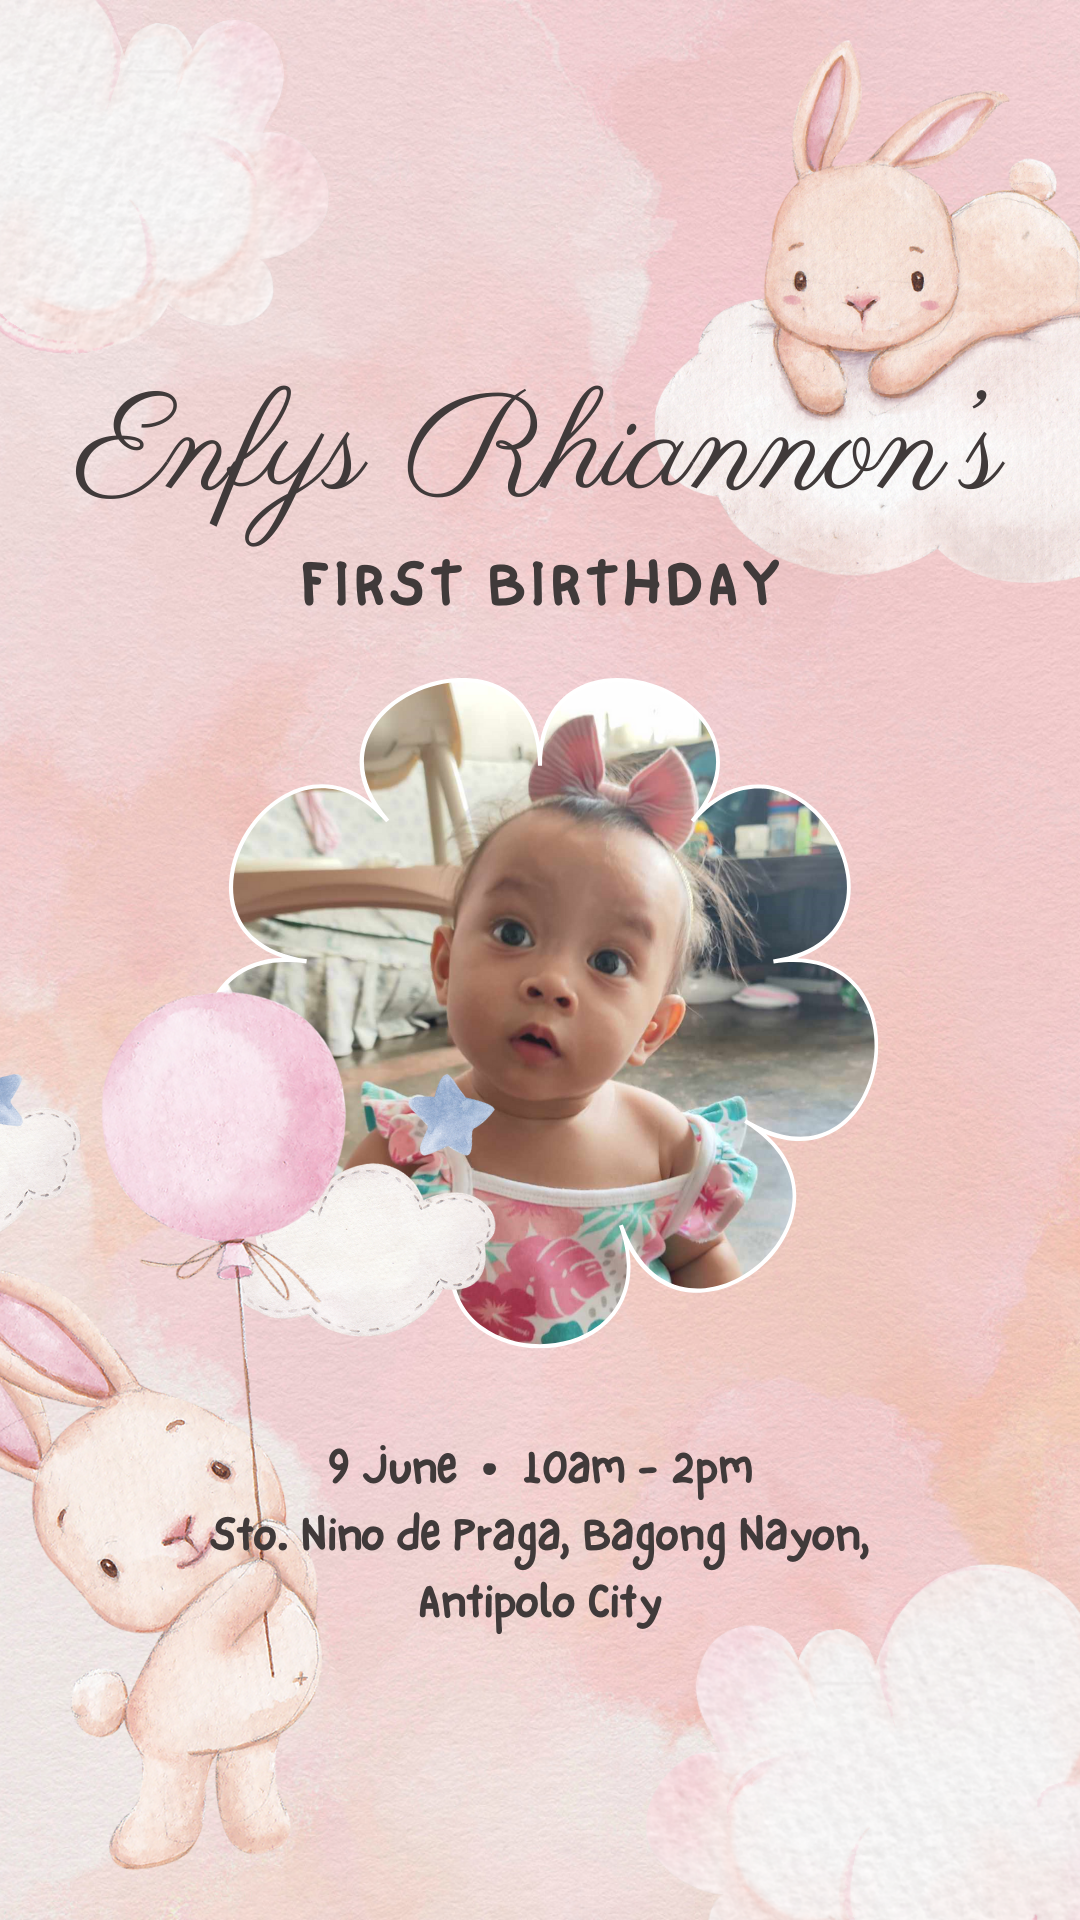 Enfys Rhiannon's
FIRST BIRTHDAY
9 June • 10am - 2pm
Sto. Nino de Praga, Bagong Nayon,
Antipolo City